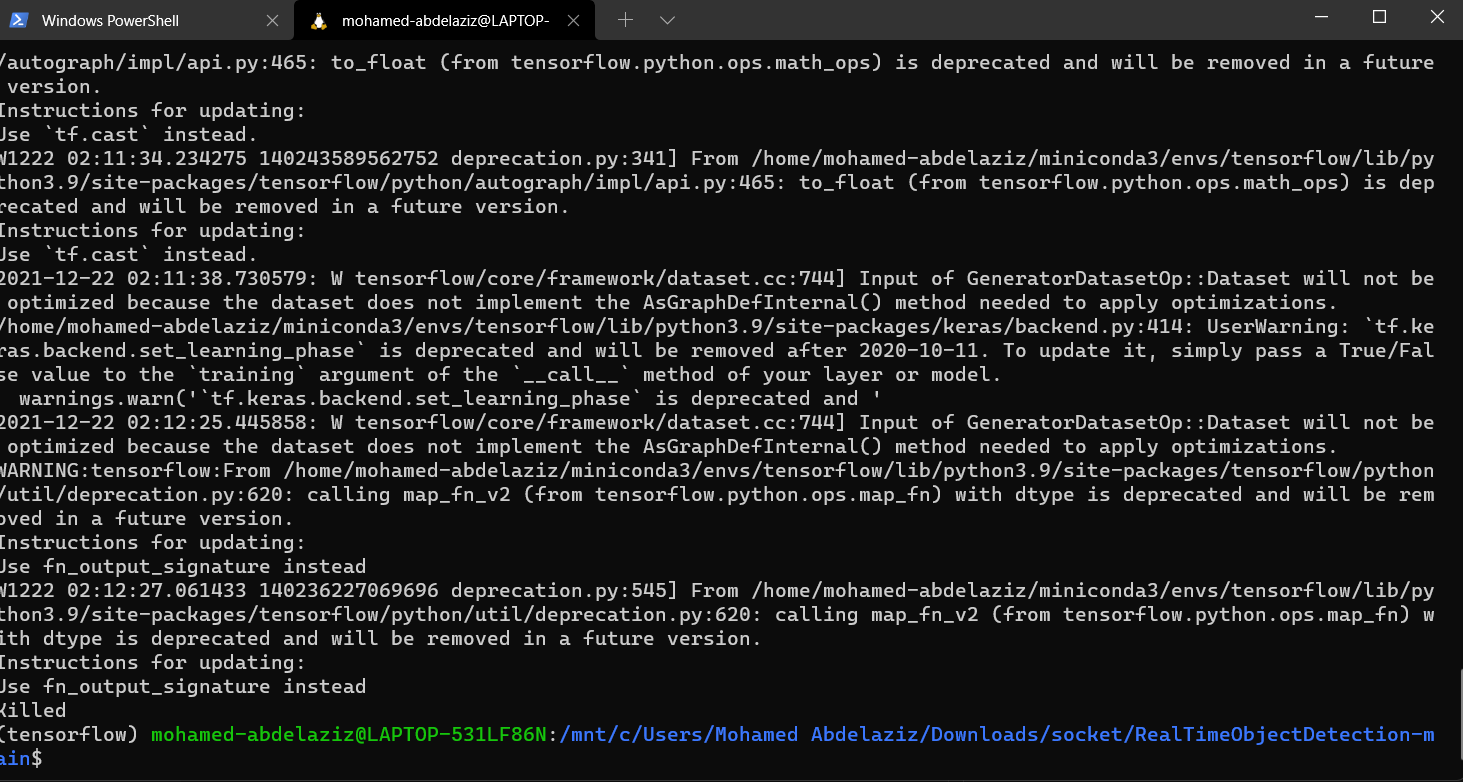 Windows PowerShell
mohamed-abdelaziz@LAPTOP-
/autograph/impl/api.py:465: to_float (from tensorflow.python.ops.math_ops) is deprecated and will be removed in a future
version.
Instructions for updating:
Use `tf.cast` instead.
W1222 02:11:34.234275 140243589562752 deprecation.py:341] From /home/mohamed-abdelaziz/miniconda3/envs/tensorflow/lib/py
thon3.9/site-packages/tensorflow/python/autograph/impl/api.py:465: to_float (from tensorflow.python.ops.math_ops) is dep
recated and will be removed in a future version.
Instructions for updating:
Use `tf.cast` instead.
2021-12-22 02:11:38.730579: W tensorflow/core/framework/dataset.cc:744] Input of GeneratorDatasetOp::Dataset will not be
optimized because the dataset does not implement the AsGraphDefInternal() method needed to apply optimizations.
/home/mohamed-abdelaziz/miniconda3/envs/tensorflow/lib/python3.9/site-packages/keras/backend.py:414: UserWarning: `tf.ke
ras.backend.set_learning_phase` is deprecated and will be removed after 2020-10-11. To update it, simply pass a True/Fal
se value to the `training` argument of the `__call__` method of your layer or model.
warnings.warn('`tf.keras.backend.set_learning_phase` is deprecated and '
2021-12-22 02:12:25.445858: W tensorflow/core/framework/dataset.cc:744] Input of GeneratorDatasetOp::Dataset will not be
optimized because the dataset does not implement the AsGraphDefInternal() method needed to apply optimizations.
WARNING:tensorflow:From /home/mohamed-abdelaziz/miniconda3/envs/tensorflow/lib/python3.9/site-packages/tensorflow/python
/util/deprecation.py:620: calling map_fn_v2 (from tensorflow.python.ops.map_fn) with dtype is deprecated and will be rem
oved in a future version.
Instructions for updating:
Use fn_output_signature instead
W1222 02:12:27.061433 140236227069696 deprecation.py:545] From /home/mohamed-abdelaziz/miniconda3/envs/tensorflow/lib/py
thon3.9/site-packages/tensorflow/python/util/deprecation.py:620: calling map_fn_v2 (from tensorflow.python.ops.map_fn) w
ith dtype is deprecated and will be removed in a future version.
Instructions for updating:
Use fn_output_signature instead
Killed
(tensorflow) mohamed-abdelaziz@LAPTOP-531LF86N:/mnt/c/Users/Mohamed Abdelaziz/Downloads/socket/RealTimeObjectDetection-m
ain$